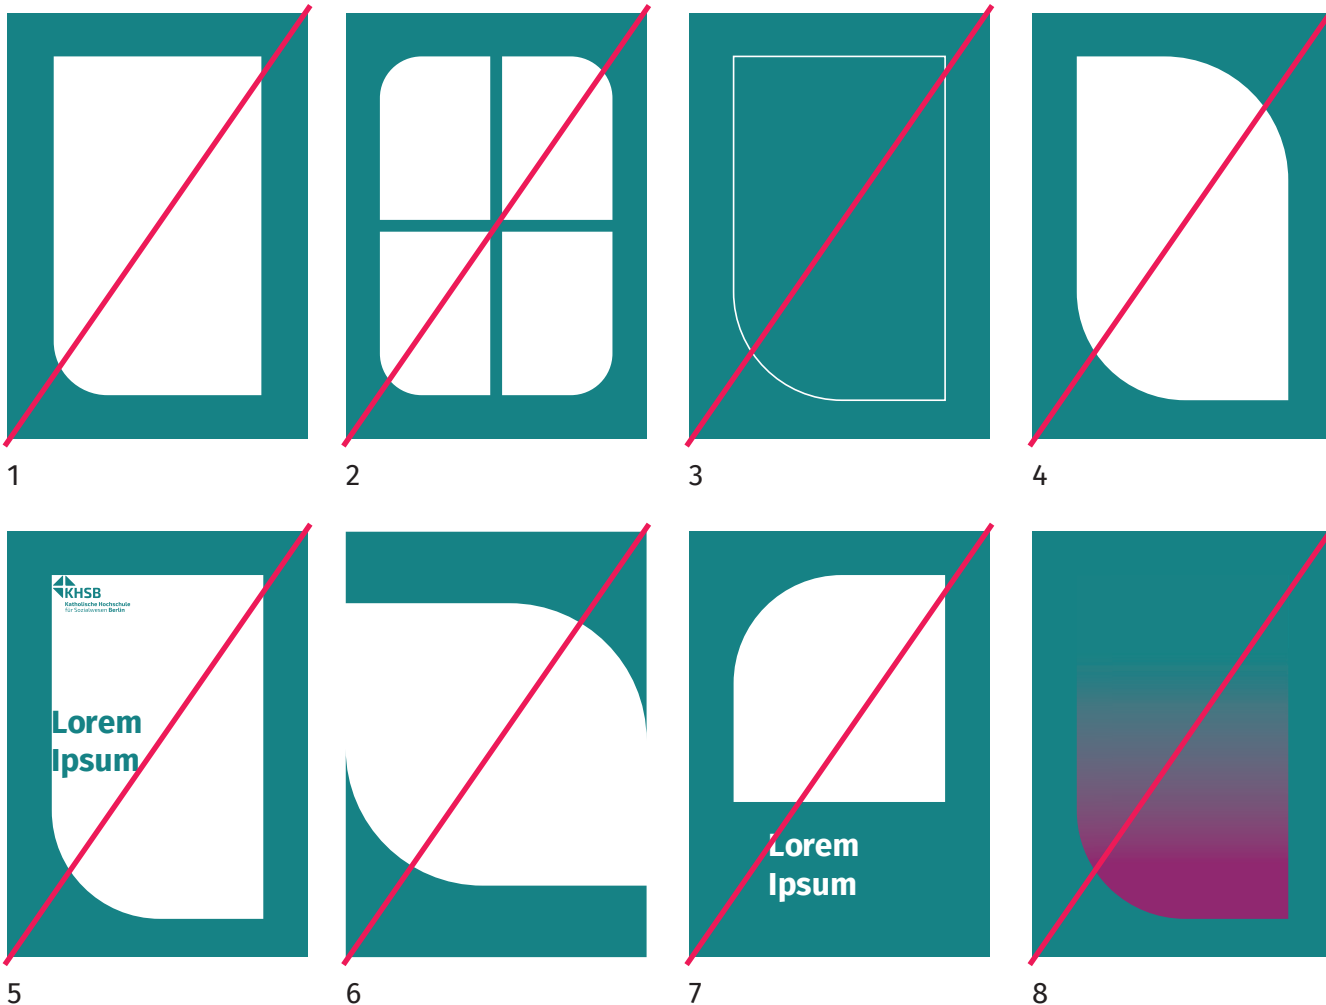 1
2
3
4
KHSB
Katholische Hochschule
für Sozialwesen Berlin
Lorem
Ipsum
Lorem
Ipsum
5
6
7
8